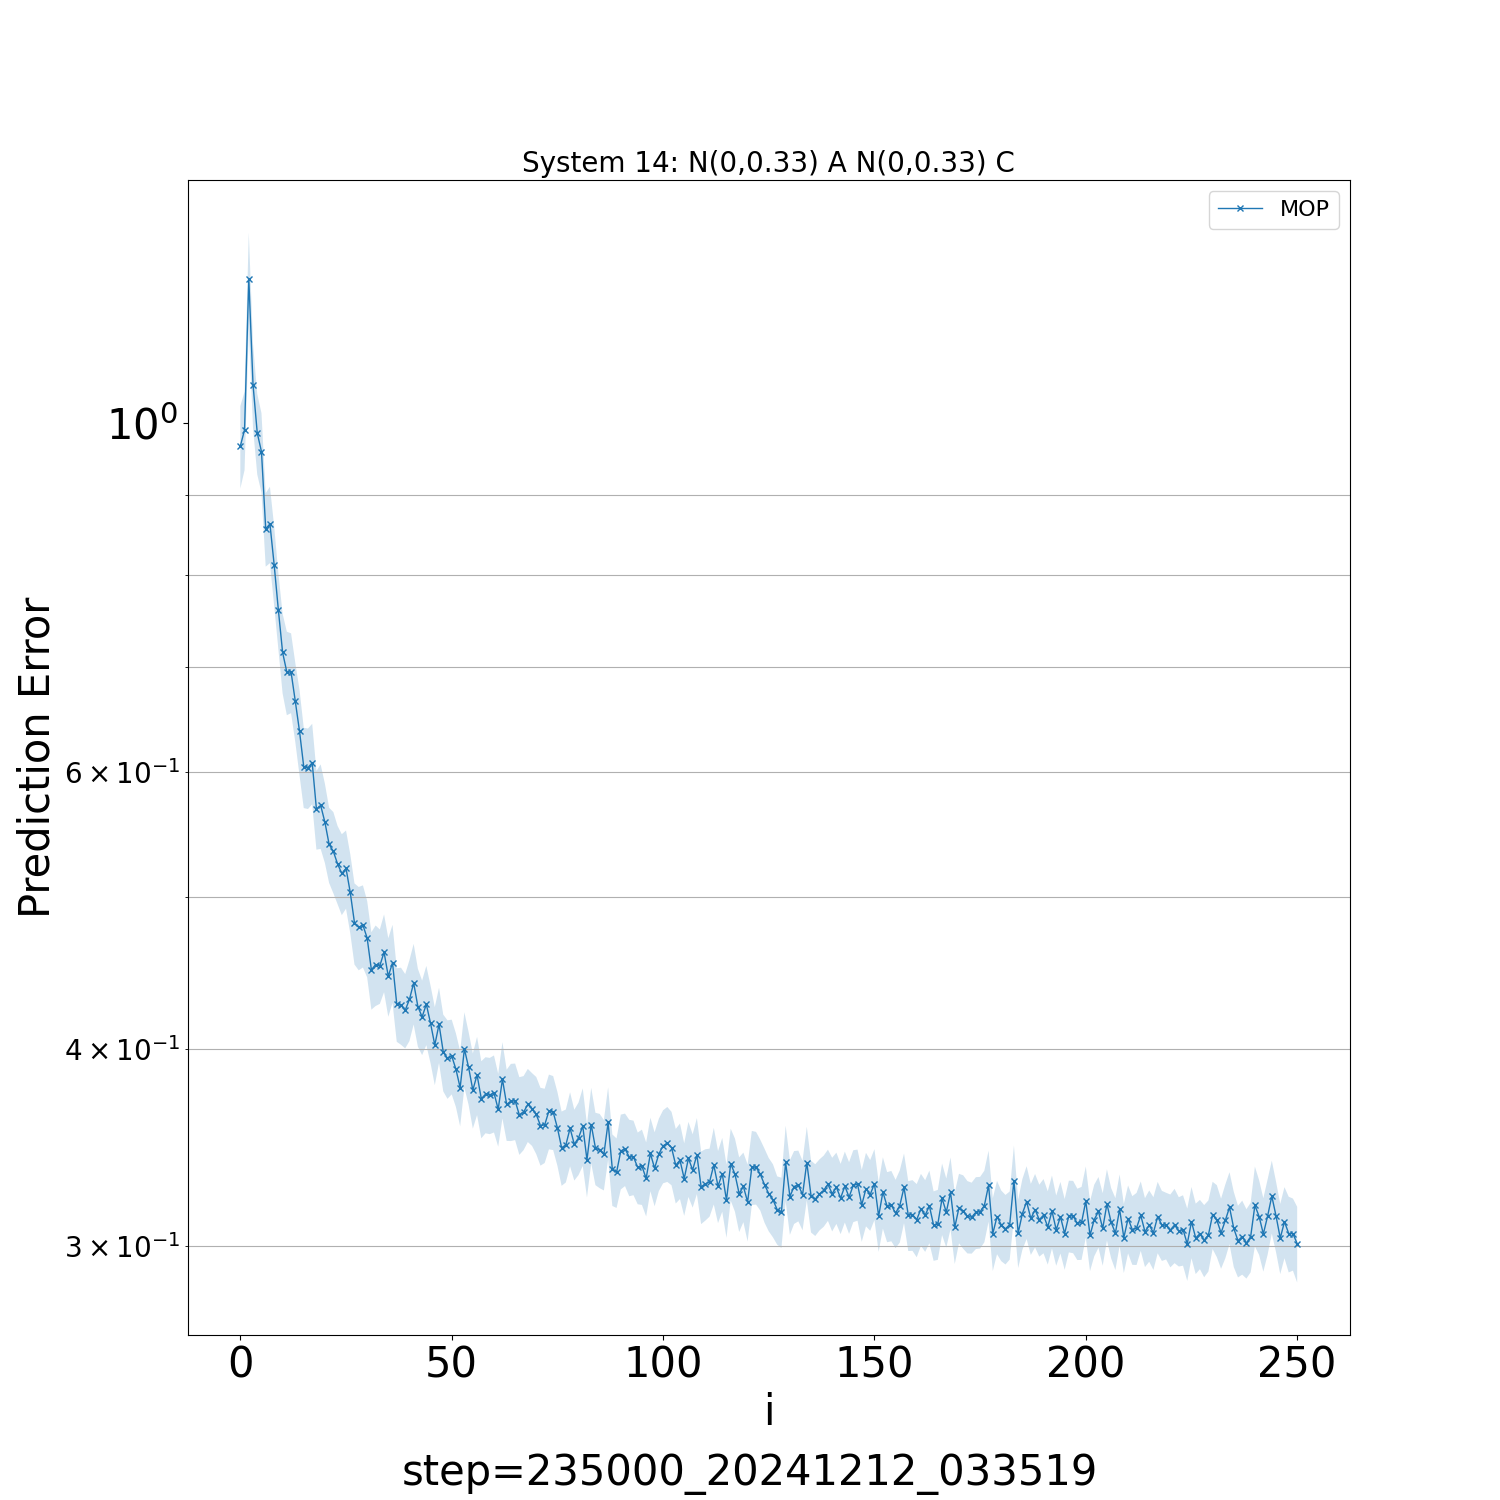 System 14: N(0,0.33) A N(0,0.33) C
MOP
10⁰
6 × 10⁻¹
4 × 10⁻¹
3 × 10⁻¹
Prediction Error
0 50 100 150 200 250
i
step=235000_20241212_033519